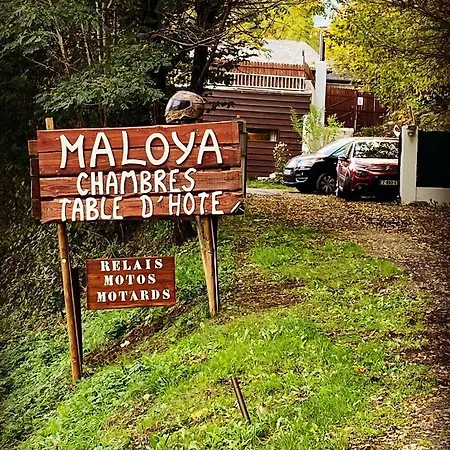 MALOYA
CHAMBRES
TABLE D'HOTE
RELAIS
MOTOS
MOTARDS